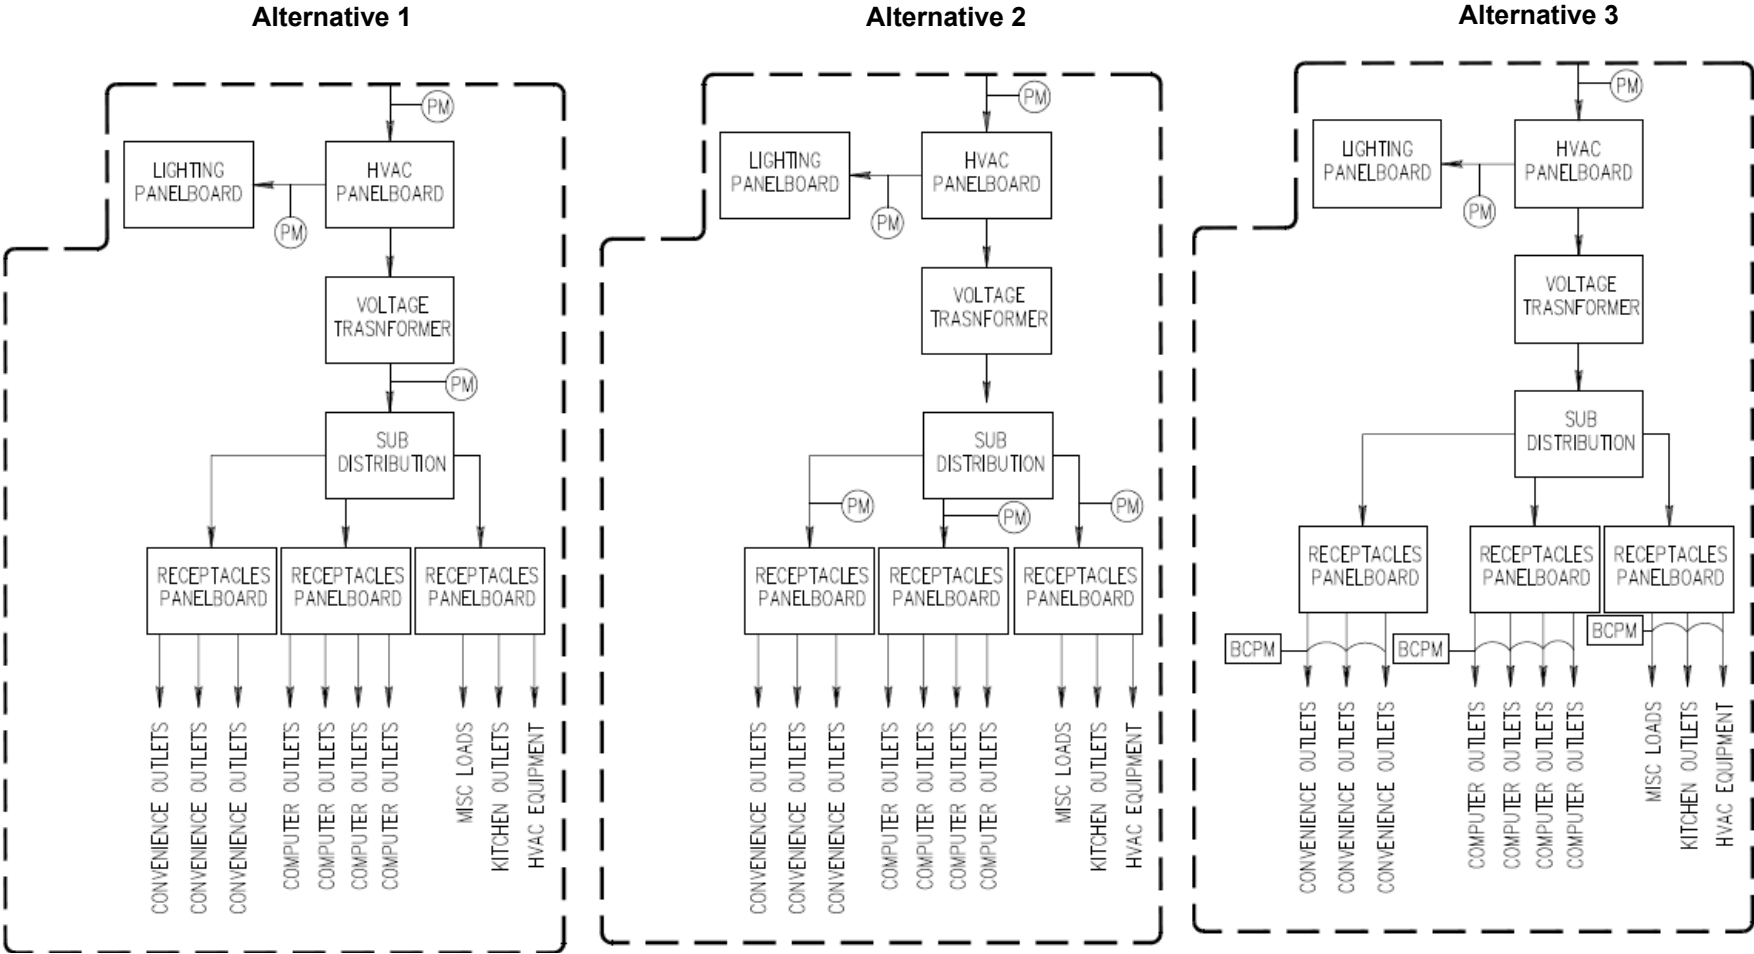 Alternative 1
PM
LIGHTING
PANELBOARD
HVAC
PANELBOARD
PM
VOLTAGE
TRASNFORMER
PM
SUB
DISTRIBUTION
RECEPTACLES
PANELBOARD
RECEPTACLES
PANELBOARD
RECEPTACLES
PANELBOARD
CONVENIENCE OUTLETS
CONVENIENCE OUTLETS
CONVENIENCE OUTLETS
COMPUTER OUTLETS
COMPUTER OUTLETS
COMPUTER OUTLETS
COMPUTER OUTLETS
MISC LOADS
KITCHEN OUTLETS
HVAC EQUIPMENT
Alternative 2
PM
LIGHTING
PANELBOARD
HVAC
PANELBOARD
PM
VOLTAGE
TRASNFORMER
SUB
DISTRIBUTION
PM
PM
PM
RECEPTACLES
PANELBOARD
RECEPTACLES
PANELBOARD
RECEPTACLES
PANELBOARD
CONVENIENCE OUTLETS
CONVENIENCE OUTLETS
CONVENIENCE OUTLETS
COMPUTER OUTLETS
COMPUTER OUTLETS
COMPUTER OUTLETS
COMPUTER OUTLETS
MISC LOADS
KITCHEN OUTLETS
HVAC EQUIPMENT
Alternative 3
PM
LIGHTING
PANELBOARD
HVAC
PANELBOARD
PM
VOLTAGE
TRASNFORMER
SUB
DISTRIBUTION
RECEPTACLES
PANELBOARD
RECEPTACLES
PANELBOARD
RECEPTACLES
PANELBOARD
BCPM
BCPM
BCPM
CONVENIENCE OUTLETS
CONVENIENCE OUTLETS
CONVENIENCE OUTLETS
COMPUTER OUTLETS
COMPUTER OUTLETS
COMPUTER OUTLETS
COMPUTER OUTLETS
MISC LOADS
KITCHEN OUTLETS
HVAC EQUIPMENT